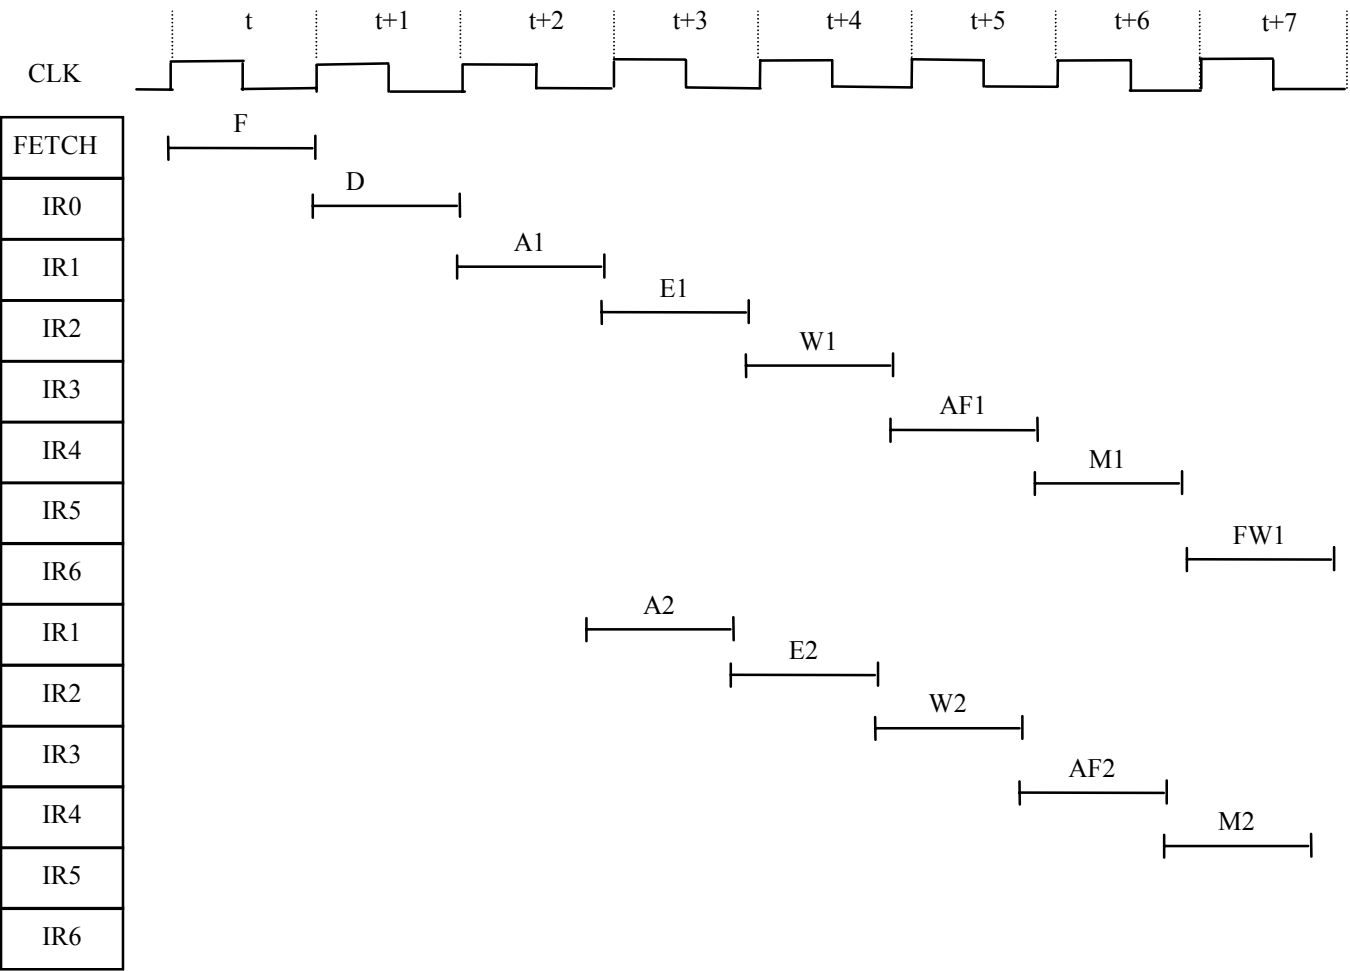 t t+1 t+2 t+3 t+4 t+5 t+6 t+7
CLK
FETCH F
IR0 D
IR1 A1
IR2 E1
IR3 W1
IR4 AF1
IR5 M1
IR6 FW1
IR1 A2
IR2 E2
IR3 W2
IR4 AF2
IR5 M2
IR6